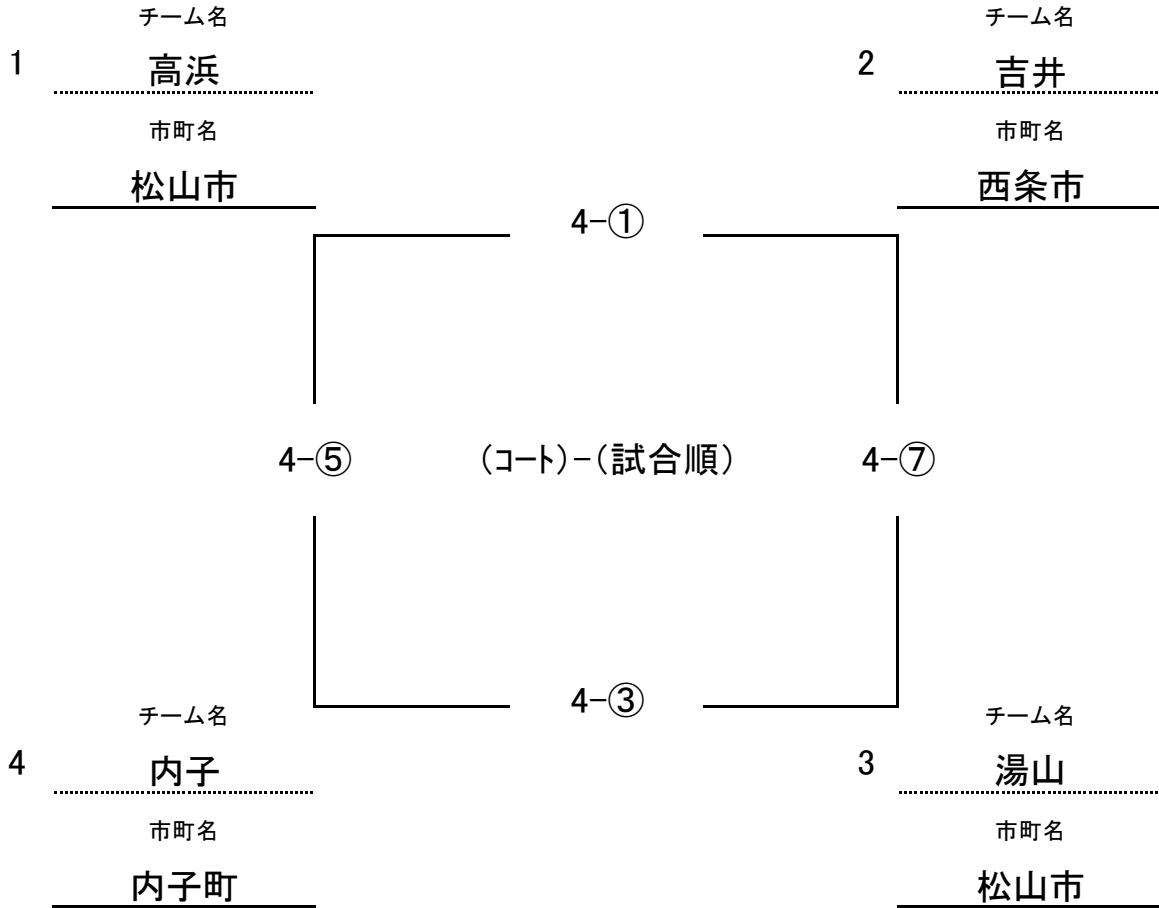 チーム名
1 高浜
市町名
松山市
チーム名
2 吉井
市町名
西条市
4-①
4-⑤
(コート)-(試合順)
4-⑦
4-③
チーム名
4 内子
市町名
内子町
チーム名
3 湯山
市町名
松山市